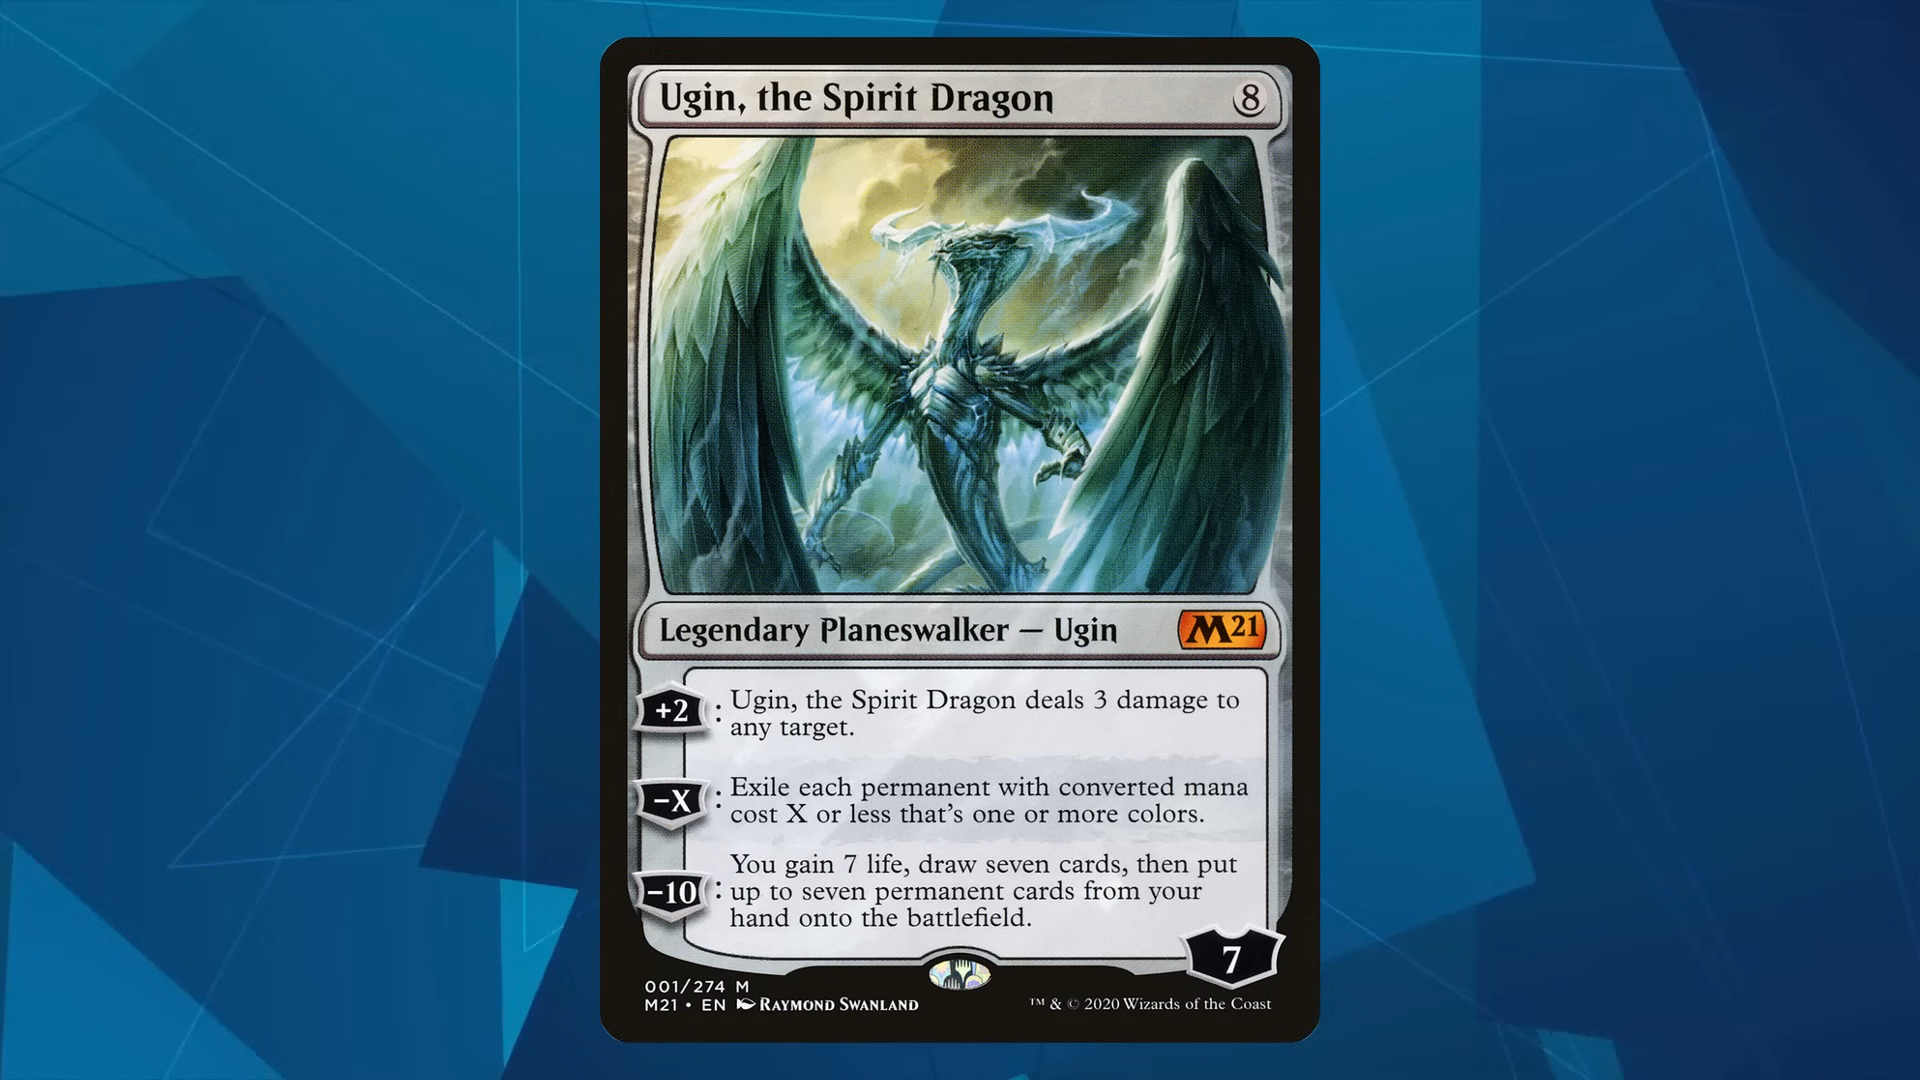 Ugin, the Spirit Dragon 8
Legendary Planeswalker — Ugin M21
+2: Ugin, the Spirit Dragon deals 3 damage to
any target.
−X: Exile each permanent with converted mana
cost X or less that's one or more colors.
You gain 7 life, draw seven cards, then put
−10: up to seven permanent cards from your
hand onto the battlefield.
7
001/274 M
M21 • EN Raymond Swanland ™ & © 2020 Wizards of the Coast